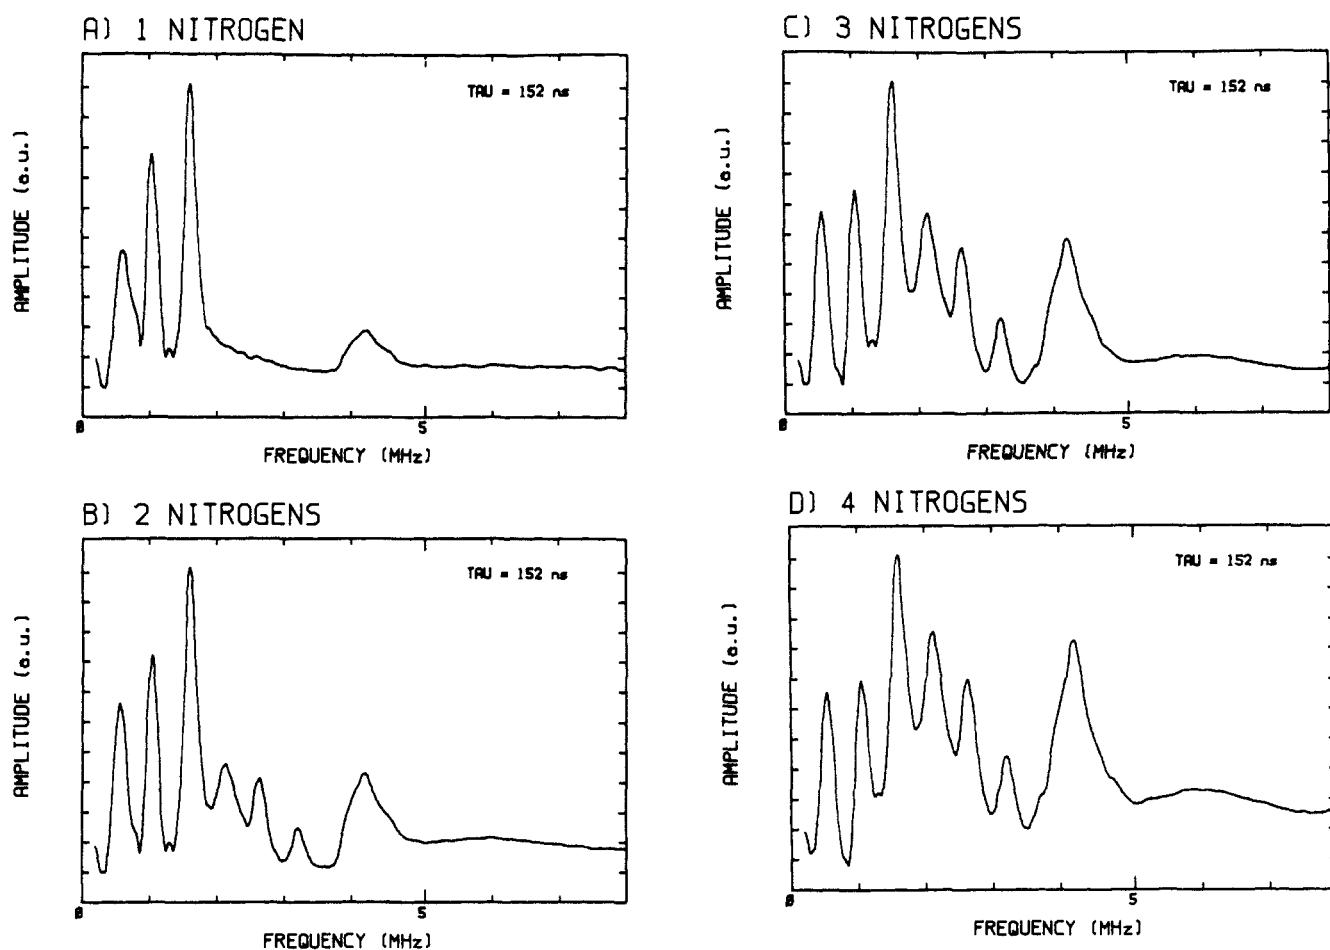 A) 1 NITROGEN
TAU = 152 ns
AMPLITUDE (a.u.)
0
5
FREQUENCY (MHz)
B) 2 NITROGENS
TAU = 152 ns
AMPLITUDE (a.u.)
0
5
FREQUENCY (MHz)
C) 3 NITROGENS
TAU = 152 ns
AMPLITUDE (a.u.)
0
5
FREQUENCY (MHz)
D) 4 NITROGENS
TAU = 152 ns
AMPLITUDE (a.u.)
0
5
FREQUENCY (MHz)